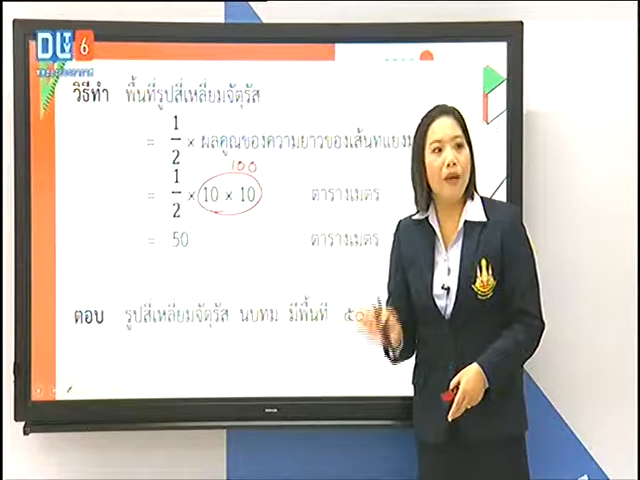 DLTV 6
วิธีทำ พื้นที่รูปสี่เหลี่ยมจัตุรัส
= 1/2 × ผลคูณของความยาวของเส้นทแยงม
100
= 1/2 × 10 × 10 ตารางเมตร
= 50 ตารางเมตร
ตอบ รูปสี่เหลี่ยมจัตุรัส นบทม มีพื้นที่ ๕๐